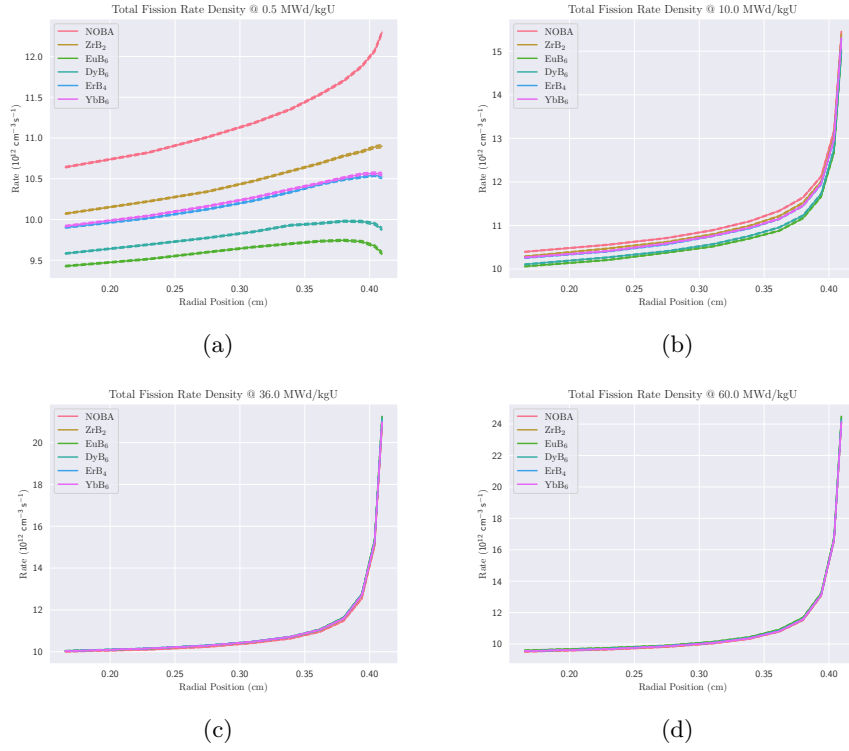 Total Fission Rate Density @ 0.5 MWd/kgU
Rate (10¹² cm⁻³ s⁻¹)
12.0
11.5
11.0
10.5
10.0
9.5
NOBA
ZrB₂
EuB₆
DyB₆
ErB₄
YbB₆
0.20 0.25 0.30 0.35 0.40
Radial Position (cm)
(a)
Total Fission Rate Density @ 10.0 MWd/kgU
Rate (10¹² cm⁻³ s⁻¹)
15
14
13
12
11
10
NOBA
ZrB₂
EuB₆
DyB₆
ErB₄
YbB₆
0.20 0.25 0.30 0.35 0.40
Radial Position (cm)
(b)
Total Fission Rate Density @ 36.0 MWd/kgU
Rate (10¹² cm⁻³ s⁻¹)
20
18
16
14
12
10
NOBA
ZrB₂
EuB₆
DyB₆
ErB₄
YbB₆
0.20 0.25 0.30 0.35 0.40
Radial Position (cm)
(c)
Total Fission Rate Density @ 60.0 MWd/kgU
Rate (10¹² cm⁻³ s⁻¹)
24
22
20
18
16
14
12
10
NOBA
ZrB₂
EuB₆
DyB₆
ErB₄
YbB₆
0.20 0.25 0.30 0.35 0.40
Radial Position (cm)
(d)